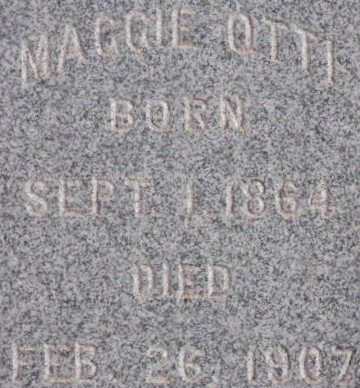 MAGGIE OTTI
BORN
SEPT. 1. 1864
DIED
FEB. 26, 1907